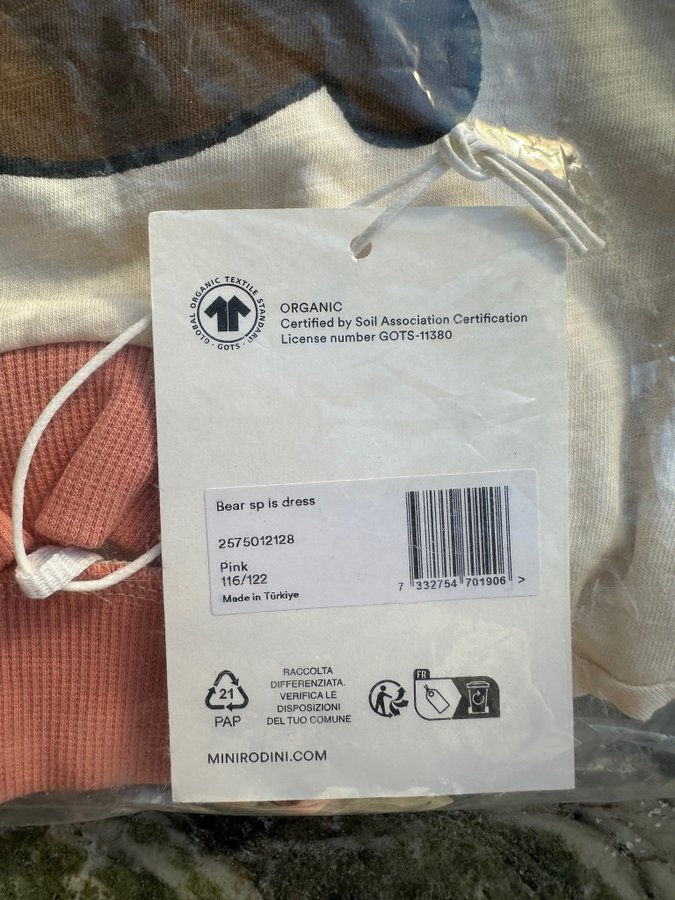 GLOBAL ORGANIC TEXTILE STANDARD
· GOTS ·
ORGANIC
Certified by Soil Association Certification
License number GOTS-11380
Bear sp ls dress
2575012128
Pink
116/122
Made in Türkiye
7 332754 701906 >
21
PAP
RACCOLTA
DIFFERENZIATA.
VERIFICA LE
DISPOSIZIONI
DEL TUO COMUNE
FR
MINIRODINI.COM